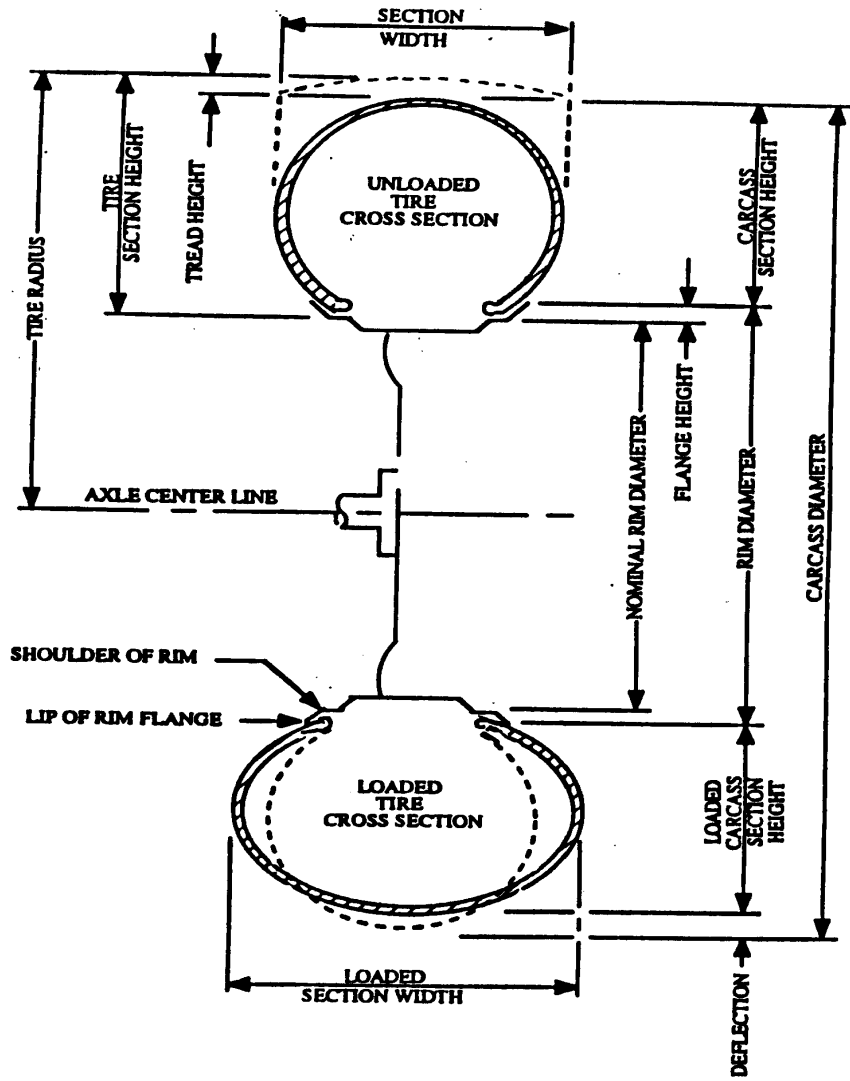 SECTION
WIDTH
TIRE RADIUS
TIRE
SECTION HEIGHT
TREAD HEIGHT
UNLOADED
TIRE
CROSS SECTION
CARCASS
SECTION HEIGHT
AXLE CENTER LINE
NOMINAL RIM DIAMETER
FLANGE HEIGHT
RIM DIAMETER
CARCASS DIAMETER
SHOULDER OF RIM
LIP OF RIM FLANGE
LOADED
TIRE
CROSS SECTION
LOADED
CARCASS
SECTION
HEIGHT
LOADED
SECTION WIDTH
DEFLECTION